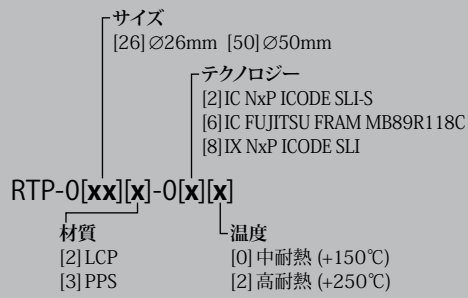 サイズ
[26]∅26mm [50]∅50mm
テクノロジー
[2]IC NxP ICODE SLI-S
[6]IC FUJITSU FRAM MB89R118C
[8]IX NxP ICODE SLI
RTP-0[xx][x]-0[x][x]
材質
[2]LCP
[3]PPS
温度
[0]中耐熱 (+150℃)
[2]高耐熱 (+250℃)